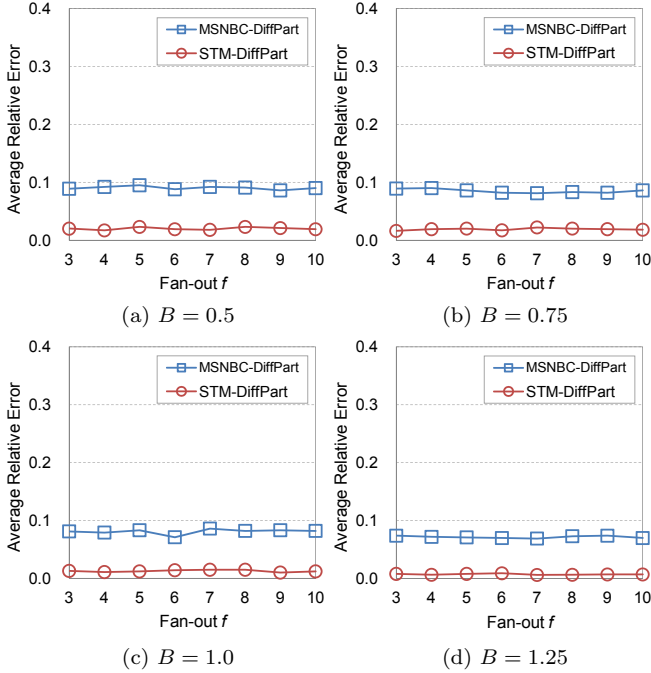 Average Relative Error
0.4
0.3
0.2
0.1
0.0
MSNBC-DiffPart
STM-DiffPart
3 4 5 6 7 8 9 10
Fan-out f
(a) B = 0.5
Average Relative Error
0.4
0.3
0.2
0.1
0.0
MSNBC-DiffPart
STM-DiffPart
3 4 5 6 7 8 9 10
Fan-out f
(b) B = 0.75
Average Relative Error
0.4
0.3
0.2
0.1
0.0
MSNBC-DiffPart
STM-DiffPart
3 4 5 6 7 8 9 10
Fan-out f
(c) B = 1.0
Average Relative Error
0.4
0.3
0.2
0.1
0.0
MSNBC-DiffPart
STM-DiffPart
3 4 5 6 7 8 9 10
Fan-out f
(d) B = 1.25